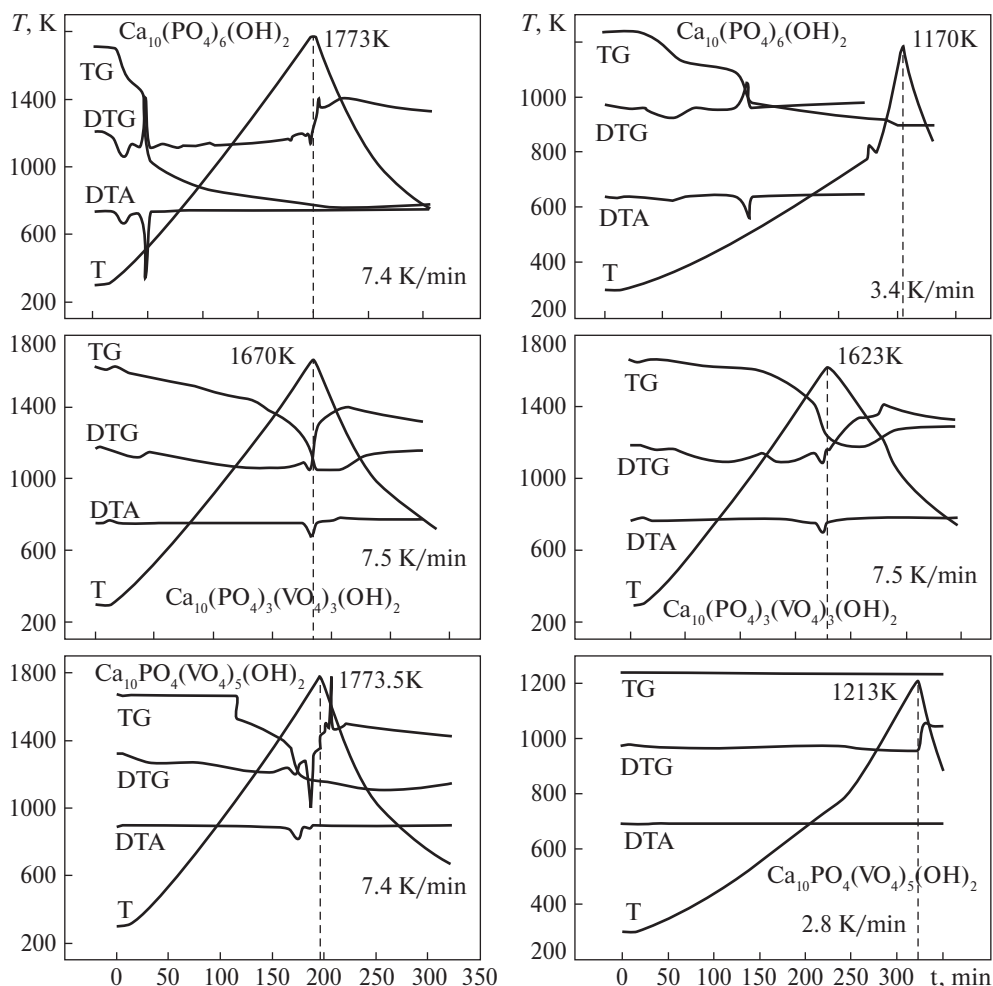 T, K
Ca₁₀(PO₄)₆(OH)₂
1773K
TG
1400
DTG
1000
DTA
600
T
7.4 K/min
200
Ca₁₀(PO₄)₆(OH)₂
1170K
TG
1000
DTG
800
DTA
600
400
T
3.4 K/min
200
1800
TG
1670K
1400
DTG
1000
DTA
600
7.5 K/min
T
Ca₁₀(PO₄)₃(VO₄)₃(OH)₂
200
1800
1623K
TG
1400
DTG
1000
DTA
600
7.5 K/min
T
Ca₁₀(PO₄)₃(VO₄)₃(OH)₂
200
1800
Ca₁₀PO₄(VO₄)₅(OH)₂
1773.5K
TG
1400
DTG
1000
DTA
600
7.4 K/min
T
200
0 50 100 150 200 250 300 350
1200
TG
1213K
1000
DTG
800
DTA
600
Ca₁₀PO₄(VO₄)₅(OH)₂
400
T
2.8 K/min
200
0 50 100 150 200 250 300 t, min